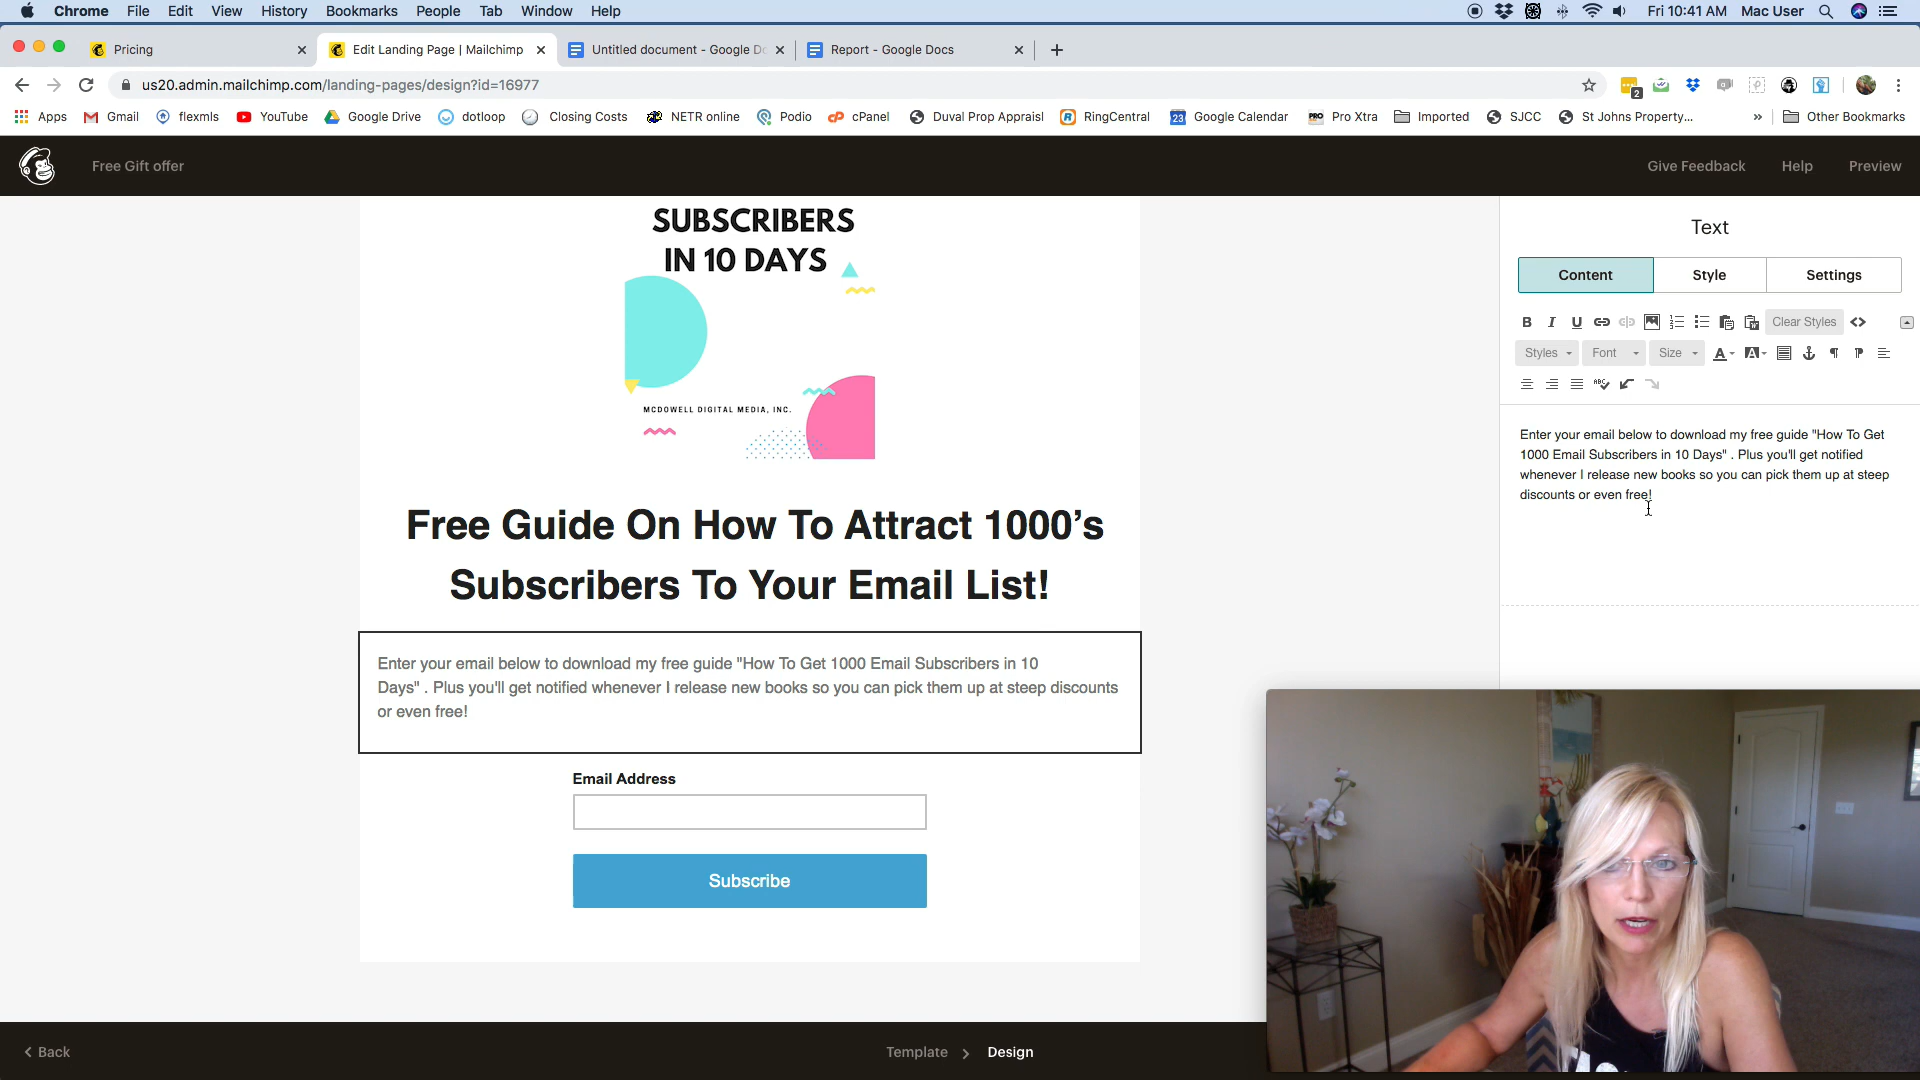 Chrome File Edit View History Bookmarks People Tab Window Help Fri 10:41 AM Mac User
Pricing Edit Landing Page | Mailchimp Untitled document - Google Do Report - Google Docs
us20.admin.mailchimp.com/landing-pages/design?id=16977 2
Apps Gmail flexmls YouTube Google Drive dotloop Closing Costs NETR online Podio cPanel Duval Prop Appraisl RingCentral 23 Google Calendar PRO Pro Xtra Imported SJCC St Johns Property... » Other Bookmarks
Free Gift offer Give Feedback Help Preview
SUBSCRIBERS
IN 10 DAYS
MCDOWELL DIGITAL MEDIA, INC.
Free Guide On How To Attract 1000's
Subscribers To Your Email List!
Enter your email below to download my free guide "How To Get 1000 Email Subscribers in 10
Days" . Plus you'll get notified whenever I release new books so you can pick them up at steep discounts
or even free!
Email Address
Subscribe
Text
Content Style Settings
B I U Clear Styles
Styles Font Size A A
ABC
Enter your email below to download my free guide "How To Get
1000 Email Subscribers in 10 Days" . Plus you'll get notified
whenever I release new books so you can pick them up at steep
discounts or even free!
Back Template Design